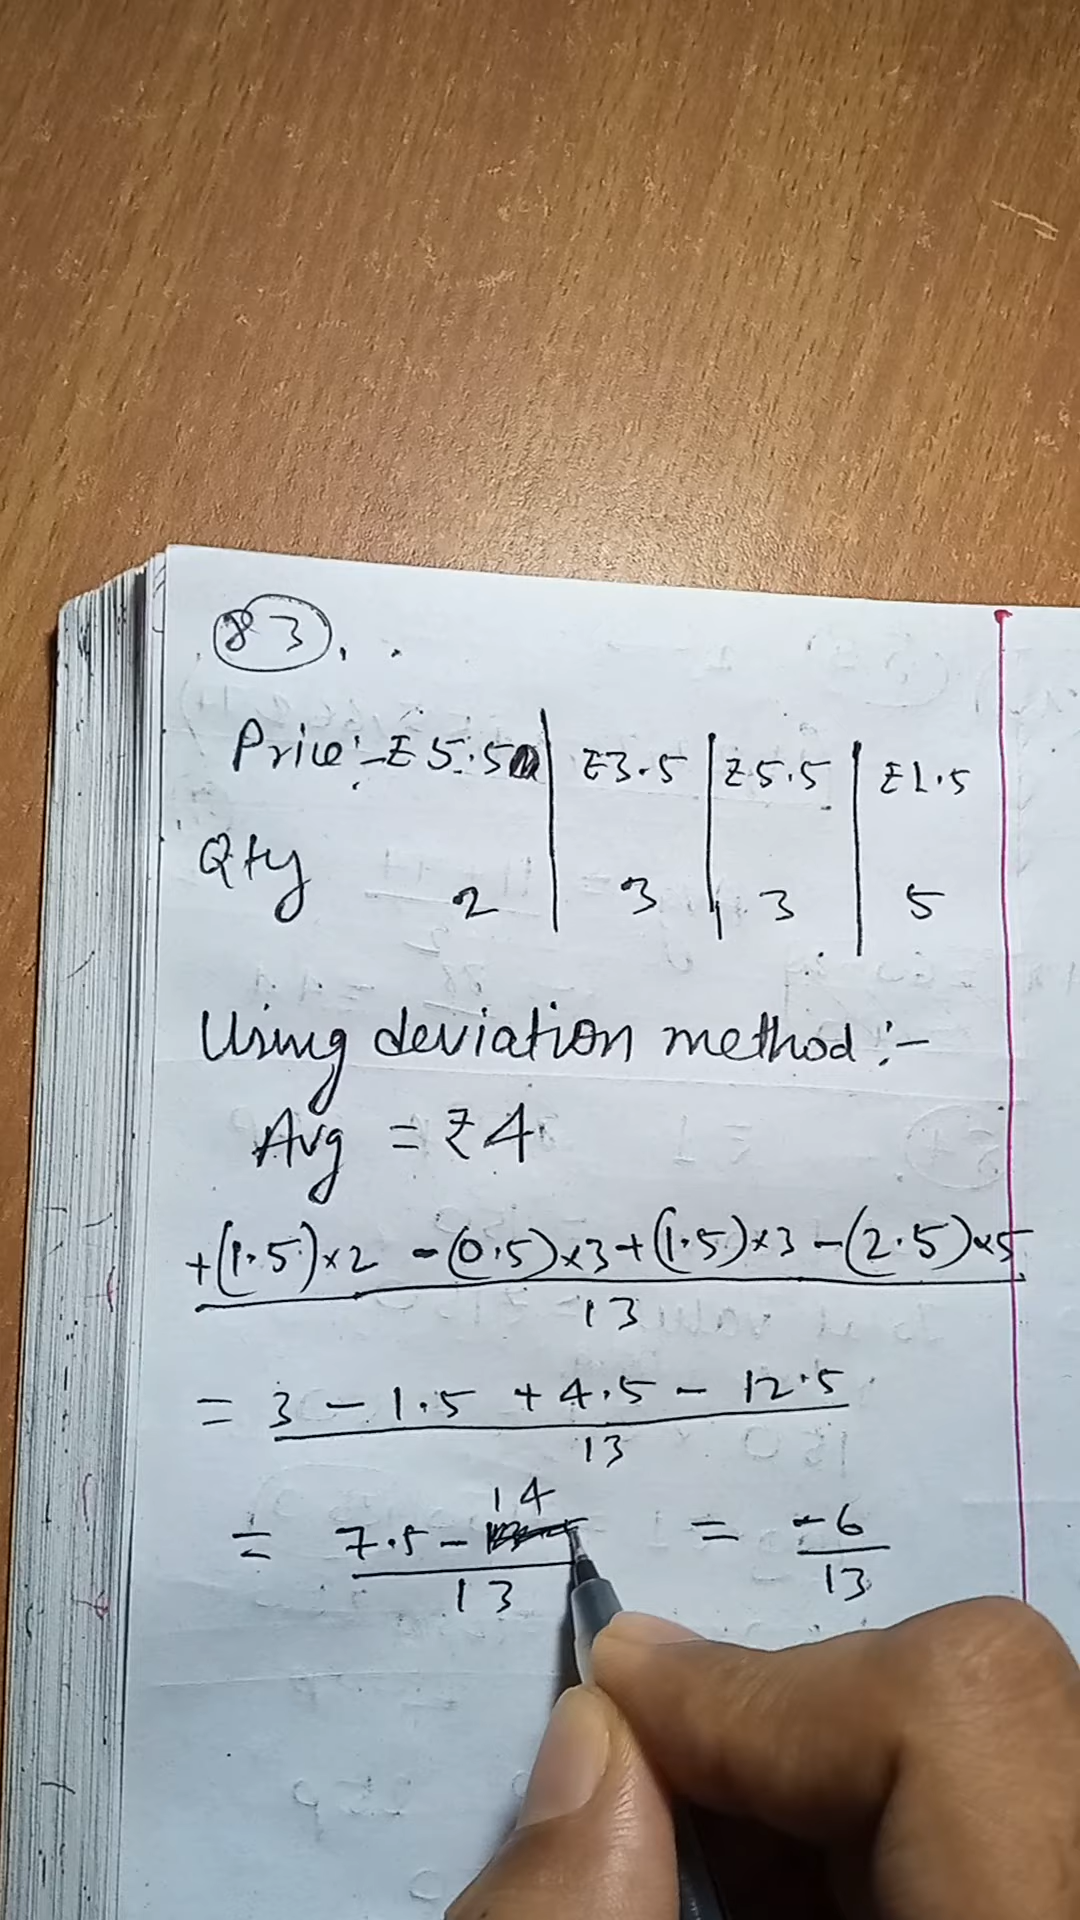 83.
Price:- ₹5.5 | ₹3.5 | ₹5.5 | ₹1.5
Qty 2 | 3 | 3 | 5
Using deviation method:-
Avg = ₹4
+(1.5)×2 -(0.5)×3+(1.5)×3-(2.5)×5
13
= 3 - 1.5 + 4.5 - 12.5
13
= 7.5 - 14 = -6
13 13